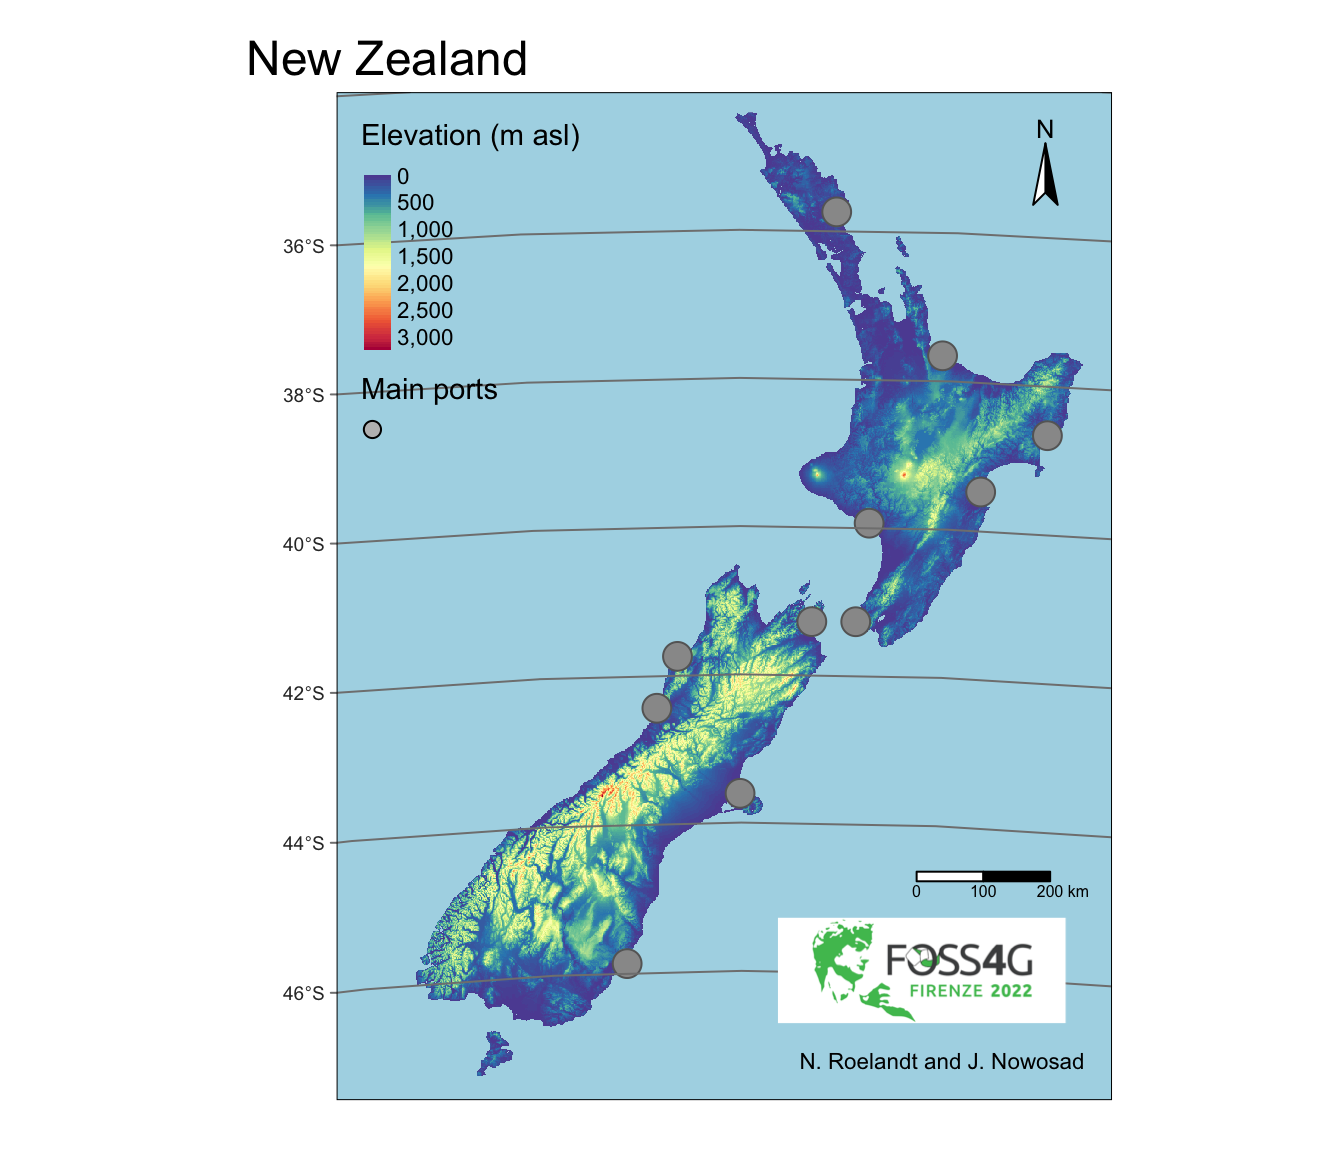 New Zealand
Elevation (m asl)
0
500
1,000
1,500
2,000
2,500
3,000
Main ports
N
36°S
38°S
40°S
42°S
44°S
46°S
0 100 200 km
FOSS4G
FIRENZE 2022
N. Roelandt and J. Nowosad